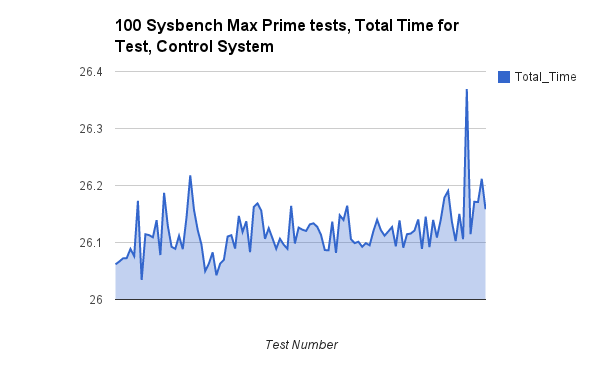 100 Sysbench Max Prime tests, Total Time for
Test, Control System
26.4
Total_Time
26.3
26.2
26.1
26
Test Number